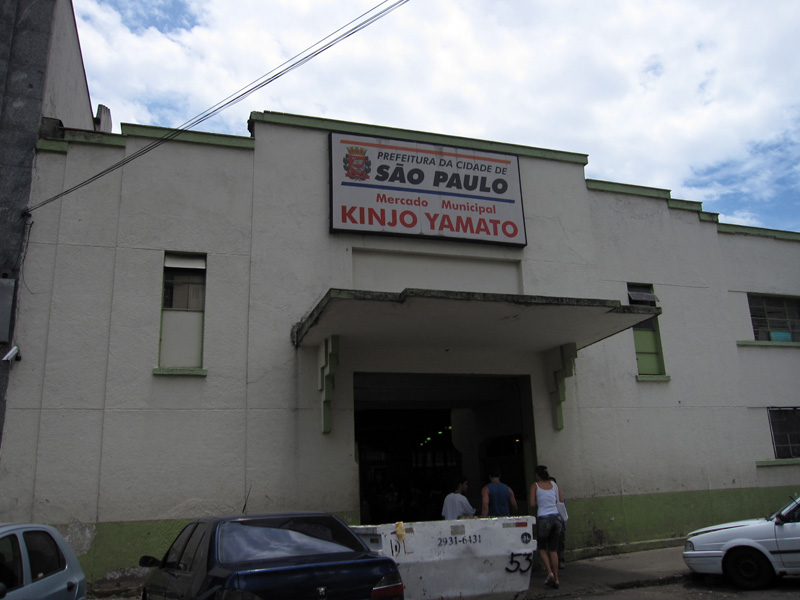 PREFEITURA DA CIDADE DE
SÃO PAULO
Mercado Municipal
KINJO YAMATO
2931-6431
53